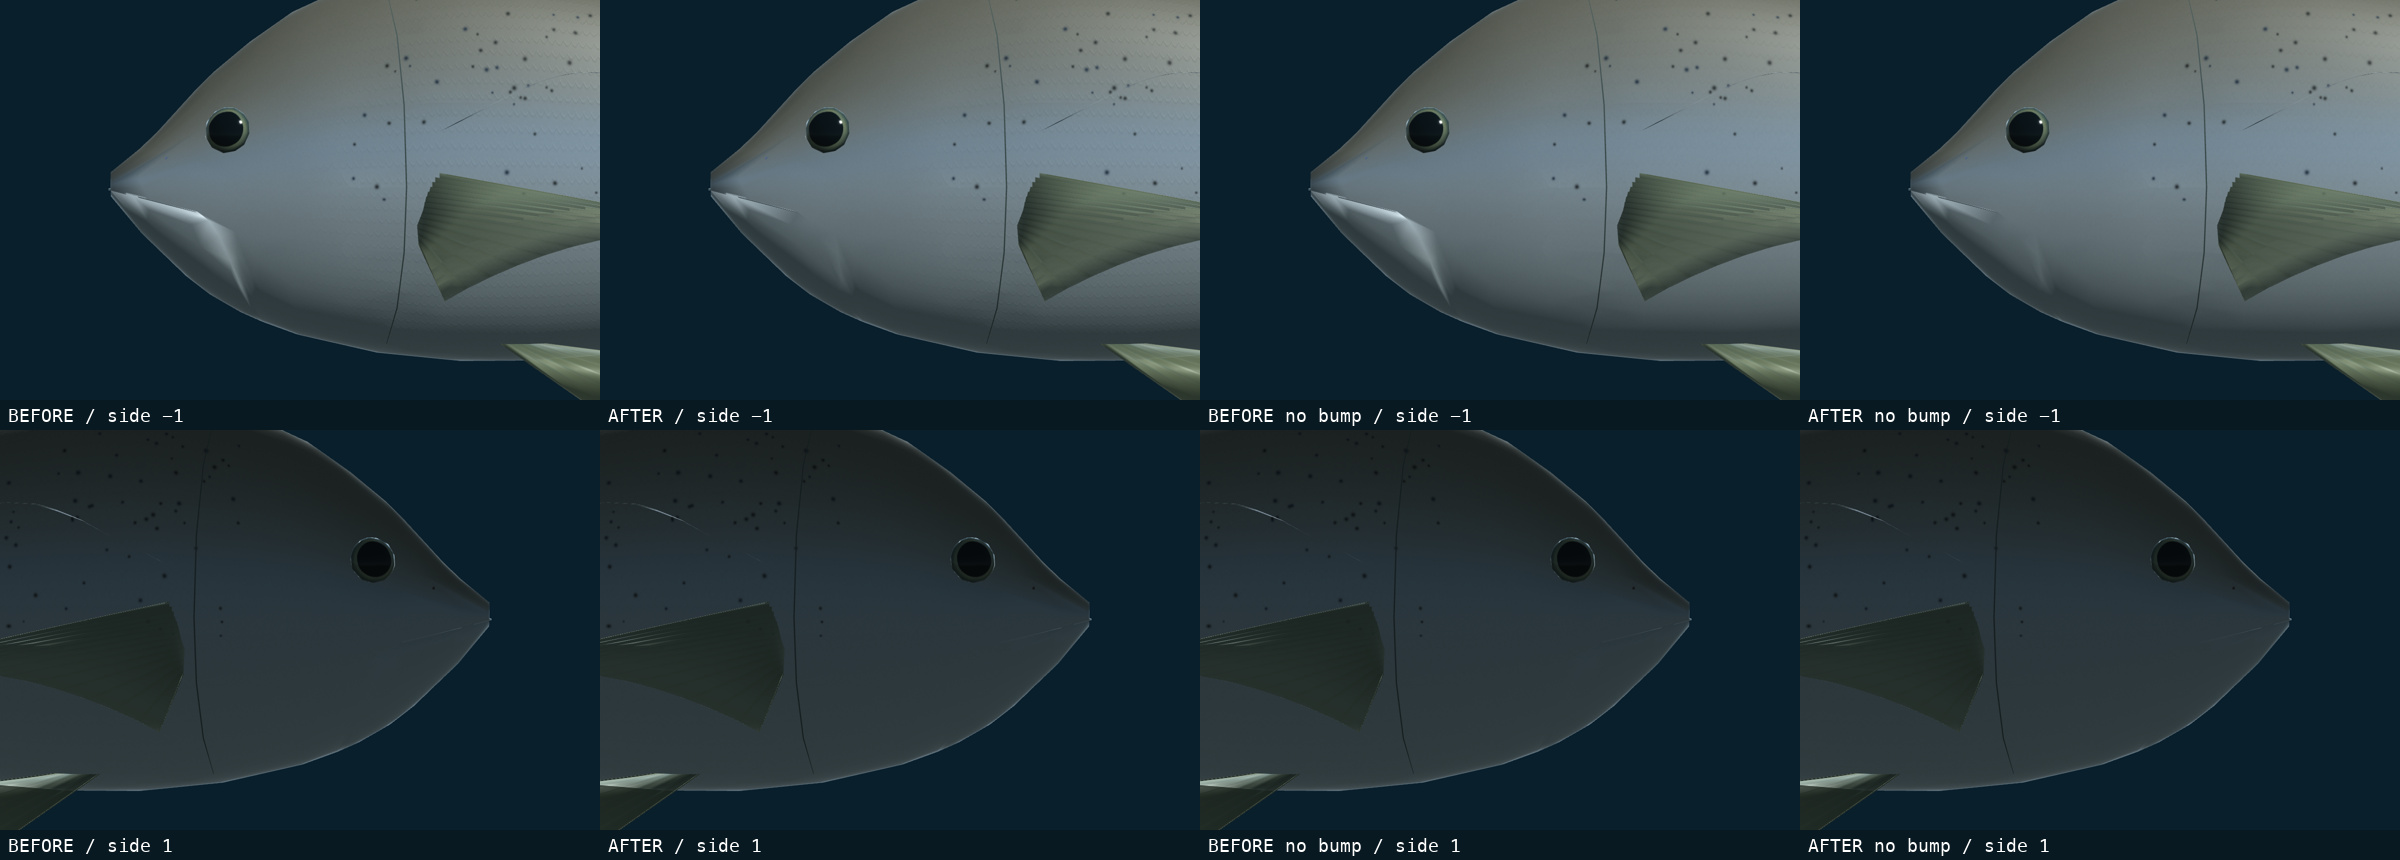 BEFORE / side −1
AFTER / side −1
BEFORE no bump / side −1
AFTER no bump / side −1
BEFORE / side 1
AFTER / side 1
BEFORE no bump / side 1
AFTER no bump / side 1